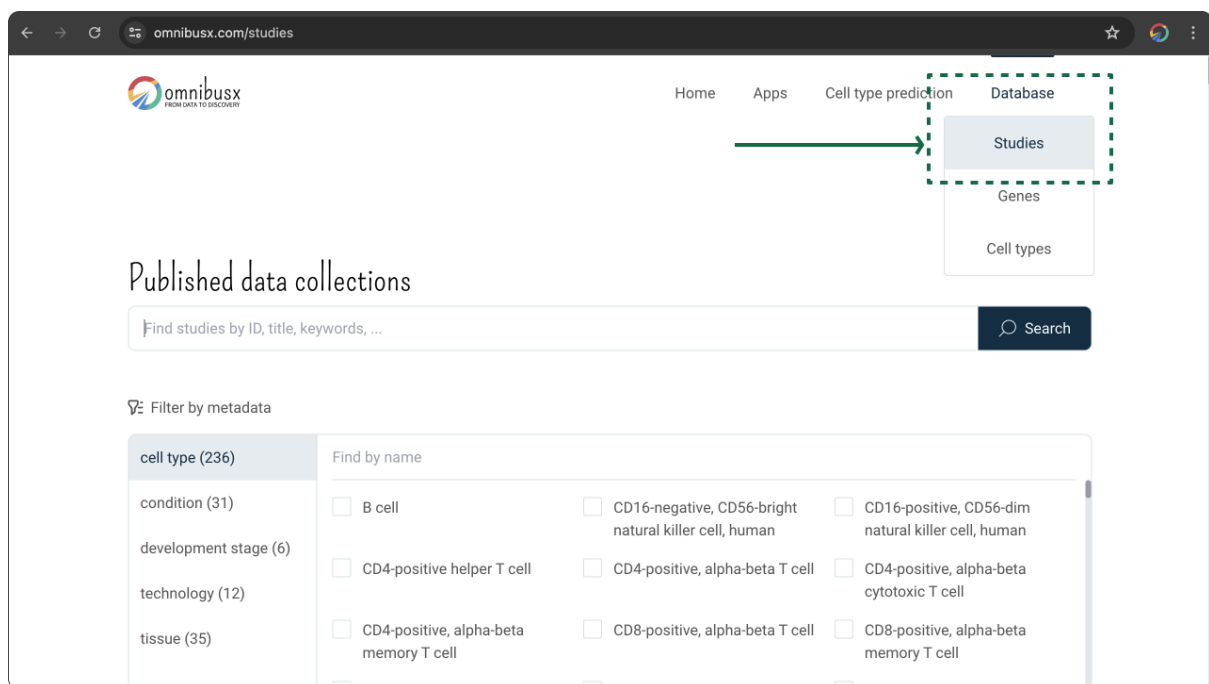 omnibusx.com/studies
omnibusx
FROM DATA TO DISCOVERY
Home Apps Cell type prediction Database
Studies
Genes
Cell types
Published data collections
Find studies by ID, title, keywords, ...
Search
Filter by metadata
cell type (236)
condition (31)
development stage (6)
technology (12)
tissue (35)
Find by name
B cell
CD16-negative, CD56-bright
natural killer cell, human
CD16-positive, CD56-dim
natural killer cell, human
CD4-positive helper T cell
CD4-positive, alpha-beta T cell
CD4-positive, alpha-beta
cytotoxic T cell
CD4-positive, alpha-beta
memory T cell
CD8-positive, alpha-beta T cell
CD8-positive, alpha-beta
memory T cell